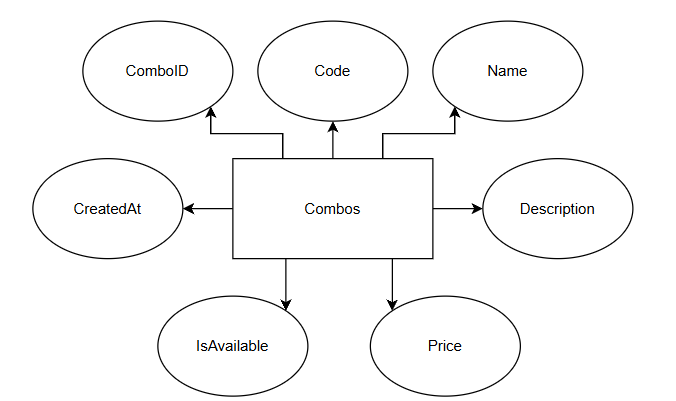 ComboID
Code
Name
CreatedAt
Combos
Description
IsAvailable
Price